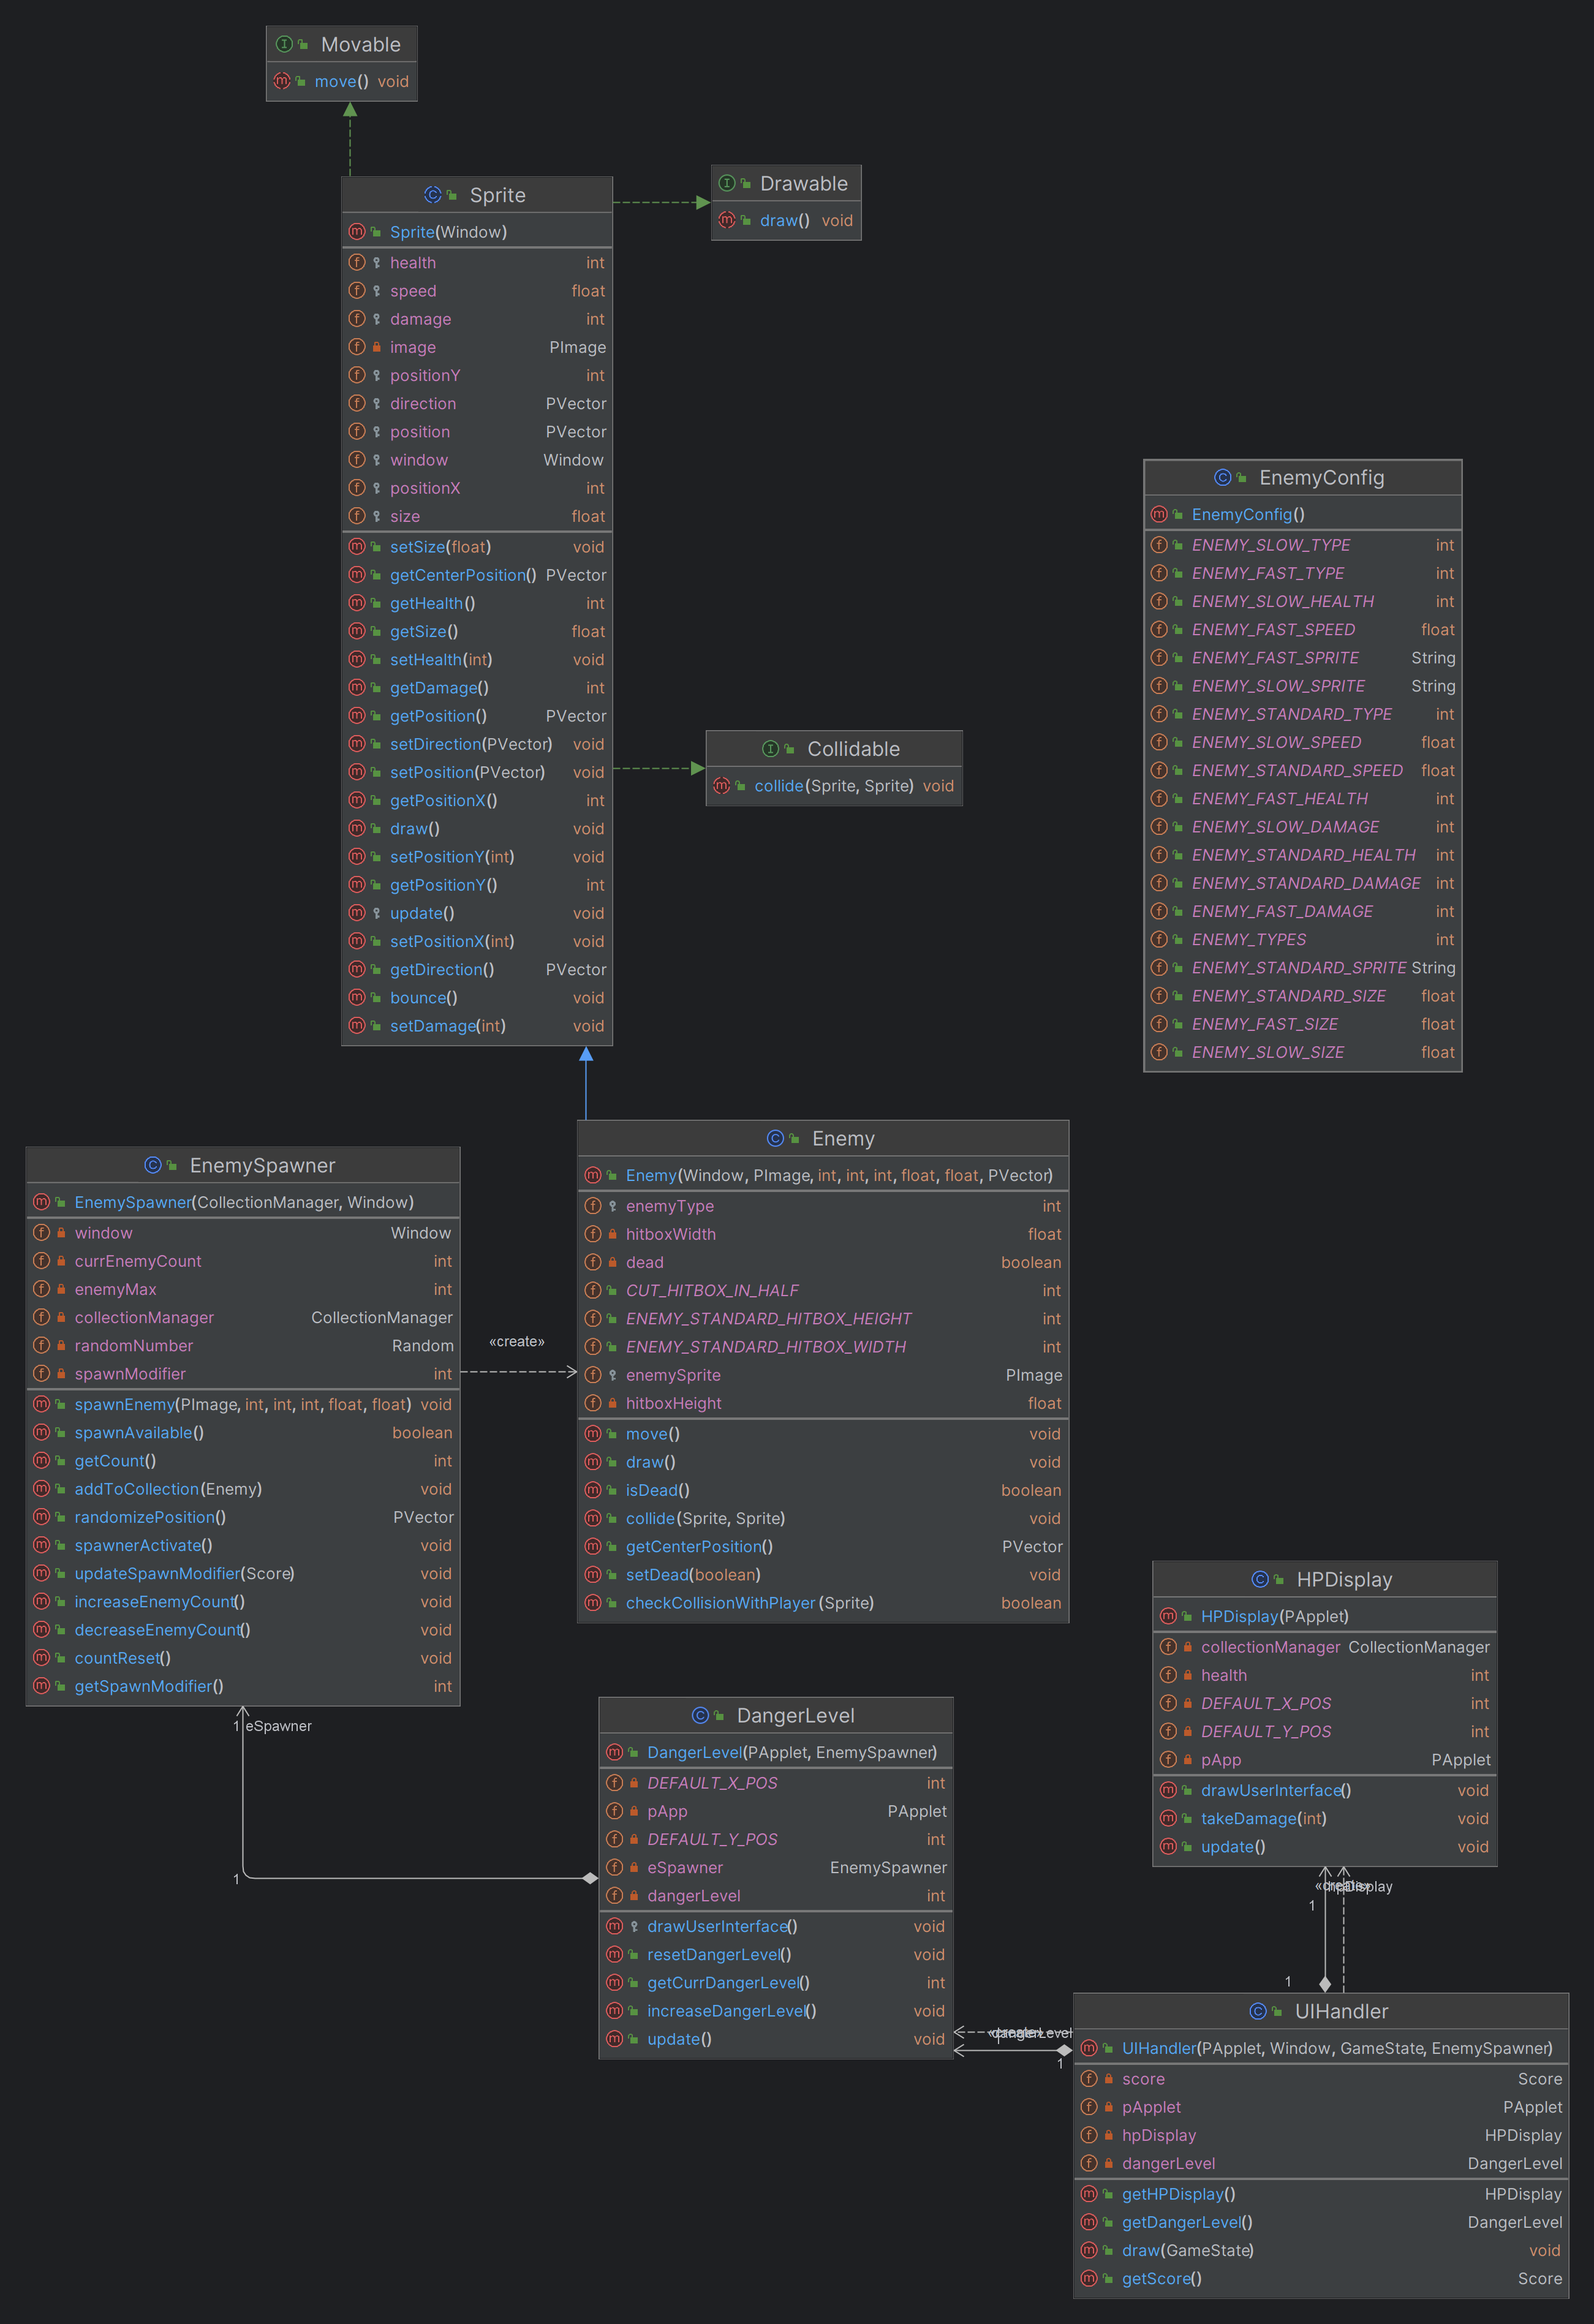 Movable
move() void
Sprite
Sprite(Window)
health int
speed float
damage int
image PImage
positionY int
direction PVector
position PVector
window Window
positionX int
size float
setSize(float) void
getCenterPosition() PVector
getHealth() int
getSize() float
setHealth(int) void
getDamage() int
getPosition() PVector
setDirection(PVector) void
setPosition(PVector) void
getPositionX() int
draw() void
setPositionY(int) void
getPositionY() int
update() void
setPositionX(int) void
getDirection() PVector
bounce() void
setDamage(int) void
Drawable
draw() void
Collidable
collide(Sprite, Sprite) void
EnemyConfig
EnemyConfig()
ENEMY_SLOW_TYPE int
ENEMY_FAST_TYPE int
ENEMY_SLOW_HEALTH int
ENEMY_FAST_SPEED float
ENEMY_FAST_SPRITE String
ENEMY_SLOW_SPRITE String
ENEMY_STANDARD_TYPE int
ENEMY_SLOW_SPEED float
ENEMY_STANDARD_SPEED float
ENEMY_FAST_HEALTH int
ENEMY_SLOW_DAMAGE int
ENEMY_STANDARD_HEALTH int
ENEMY_STANDARD_DAMAGE int
ENEMY_FAST_DAMAGE int
ENEMY_TYPES int
ENEMY_STANDARD_SPRITE String
ENEMY_STANDARD_SIZE float
ENEMY_FAST_SIZE float
ENEMY_SLOW_SIZE float
EnemySpawner
EnemySpawner(CollectionManager, Window)
window Window
currEnemyCount int
enemyMax int
collectionManager CollectionManager
randomNumber Random
spawnModifier int
spawnEnemy(PImage, int, int, int, float, float) void
spawnAvailable() boolean
getCount() int
addToCollection(Enemy) void
randomizePosition() PVector
spawnerActivate() void
updateSpawnModifier(Score) void
increaseEnemyCount() void
decreaseEnemyCount() void
countReset() void
getSpawnModifier() int
«create»
Enemy
Enemy(Window, PImage, int, int, int, float, float, PVector)
enemyType int
hitboxWidth float
dead boolean
CUT_HITBOX_IN_HALF int
ENEMY_STANDARD_HITBOX_HEIGHT int
ENEMY_STANDARD_HITBOX_WIDTH int
enemySprite PImage
hitboxHeight float
move() void
draw() void
isDead() boolean
collide(Sprite, Sprite) void
getCenterPosition() PVector
setDead(boolean) void
checkCollisionWithPlayer(Sprite) boolean
1 eSpawner
1
DangerLevel
DangerLevel(PApplet, EnemySpawner)
DEFAULT_X_POS int
pApp PApplet
DEFAULT_Y_POS int
eSpawner EnemySpawner
dangerLevel int
drawUserInterface() void
resetDangerLevel() void
getCurrDangerLevel() int
increaseDangerLevel() void
update() void
HPDisplay
HPDisplay(PApplet)
collectionManager CollectionManager
health int
DEFAULT_X_POS int
DEFAULT_Y_POS int
pApp PApplet
drawUserInterface() void
takeDamage(int) void
update() void
«create»
hpDisplay
1
1
«create»
dangerLevel
1
UIHandler
UIHandler(PApplet, Window, GameState, EnemySpawner)
score Score
pApplet PApplet
hpDisplay HPDisplay
dangerLevel DangerLevel
getHPDisplay() HPDisplay
getDangerLevel() DangerLevel
draw(GameState) void
getScore() Score